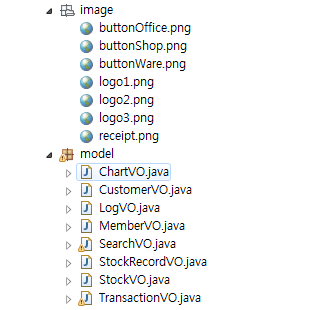 image
buttonOffice.png
buttonShop.png
buttonWare.png
logo1.png
logo2.png
logo3.png
receipt.png
model
ChartVO.java
CustomerVO.java
LogVO.java
MemberVO.java
SearchVO.java
StockRecordVO.java
StockVO.java
TransactionVO.java